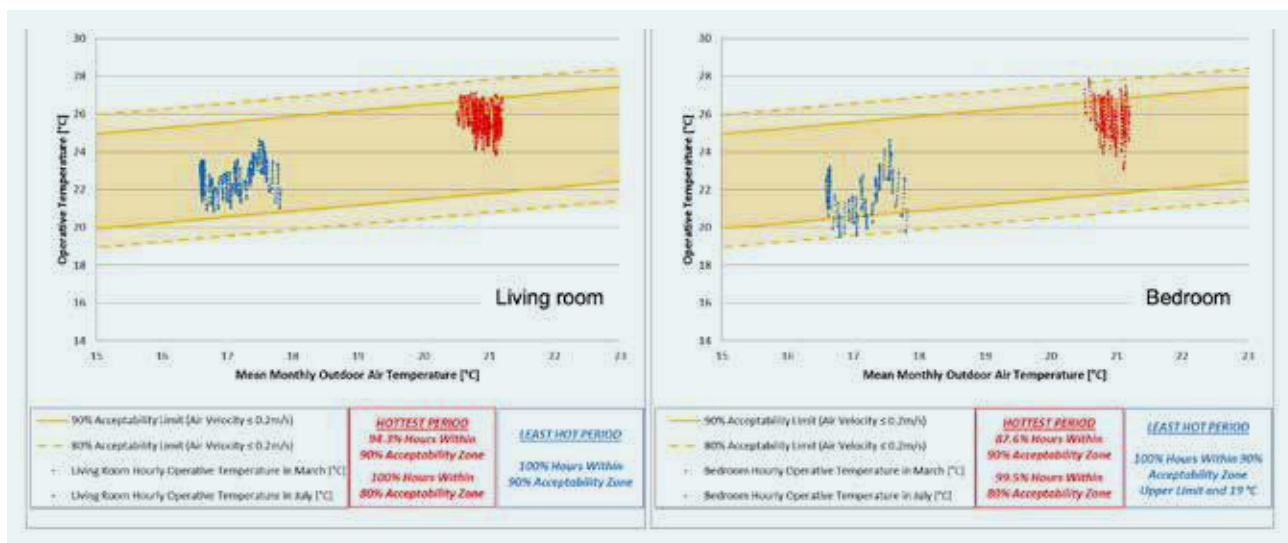 30
28
26
24
22
20
18
16
14
Operative Temperature [°C]
Living room
15 16 17 18 19 20 21 22 23
Mean Monthly Outdoor Air Temperature [°C]
90% Acceptability Limit (Air Velocity ≤ 0.2m/s)
80% Acceptability Limit (Air Velocity ≤ 0.2m/s)
Living Room Hourly Operative Temperature in March [°C]
Living Room Hourly Operative Temperature in July [°C]
HOTTEST PERIOD
94.3% Hours Within
90% Acceptability Zone
100% Hours Within
80% Acceptability Zone
LEAST HOT PERIOD
100% Hours Within
90% Acceptability Zone
30
28
26
24
22
20
18
16
14
Operative Temperature [°C]
Bedroom
15 16 17 18 19 20 21 22 23
Mean Monthly Outdoor Air Temperature [°C]
90% Acceptability Limit (Air Velocity ≤ 0.2m/s)
80% Acceptability Limit (Air Velocity ≤ 0.2m/s)
Bedroom Hourly Operative Temperature in March [°C]
Bedroom Hourly Operative Temperature in July [°C]
HOTTEST PERIOD
87.6% Hours Within
90% Acceptability Zone
99.5% Hours Within
80% Acceptability Zone
LEAST HOT PERIOD
100% Hours Within 90%
Acceptability Zone
Upper Limit and 19 °C